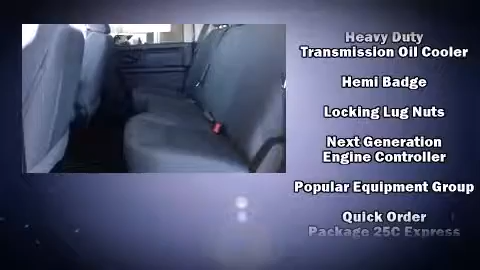 Heavy Duty
Transmission Oil Cooler
Hemi Badge
Locking Lug Nuts
Next Generation
Engine Controller
Popular Equipment Group
Quick Order
Package 25C Express